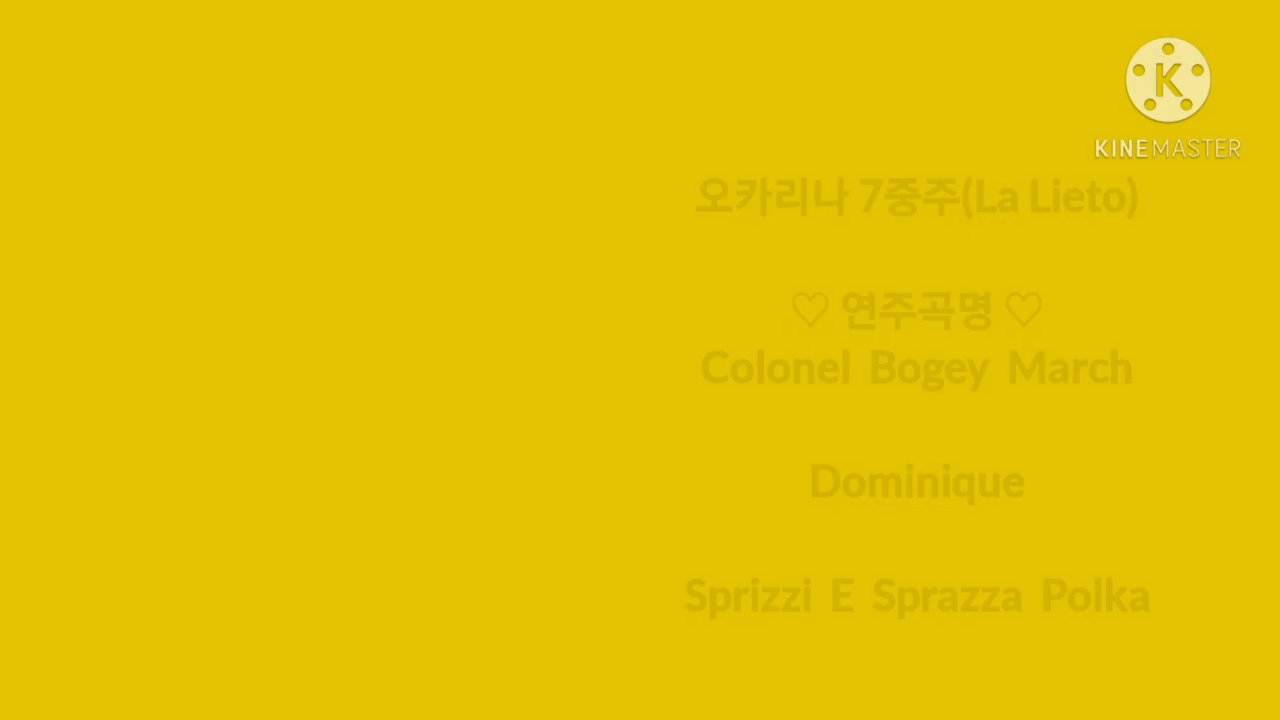 K
KINEMASTER
오카리나 7중주(La Lieto)
♡ 연주곡명 ♡
Colonel Bogey March
Dominique
Sprizzi E Sprazza Polka